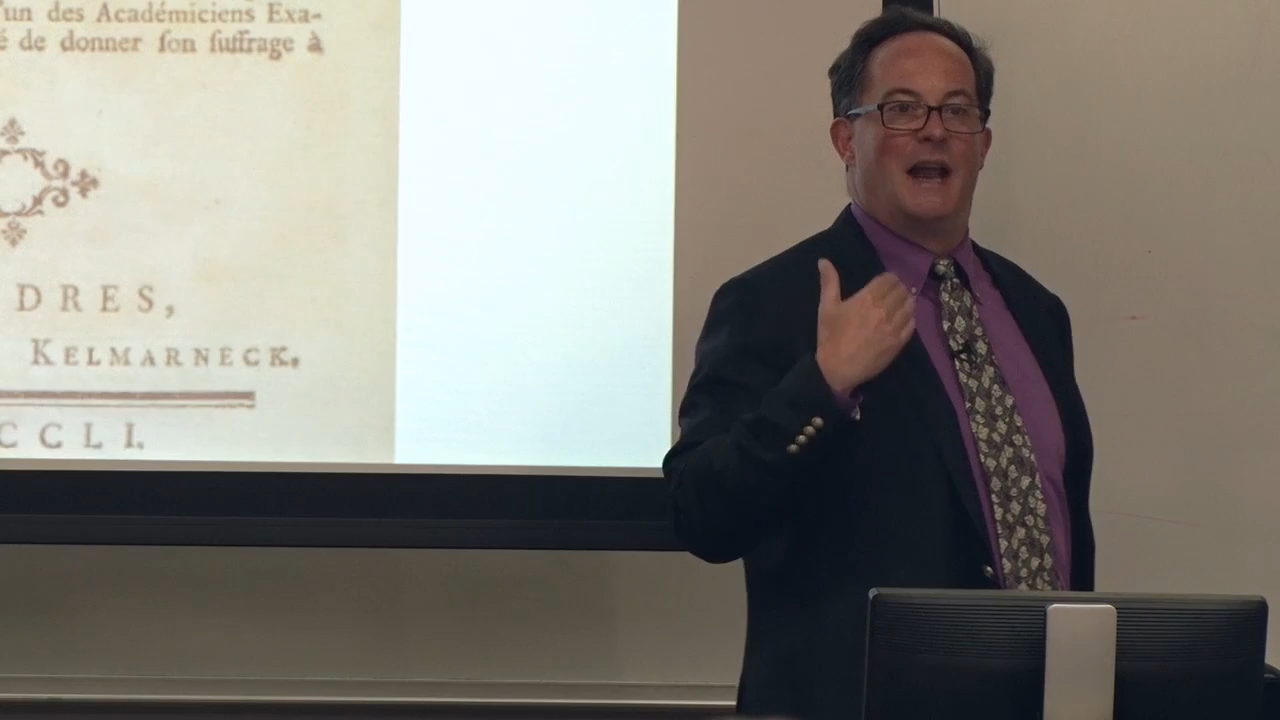 'un des Académiciens Exa-
é de donner ſon ſuffrage à
DRES,
KELMARNECK.
CCLI.